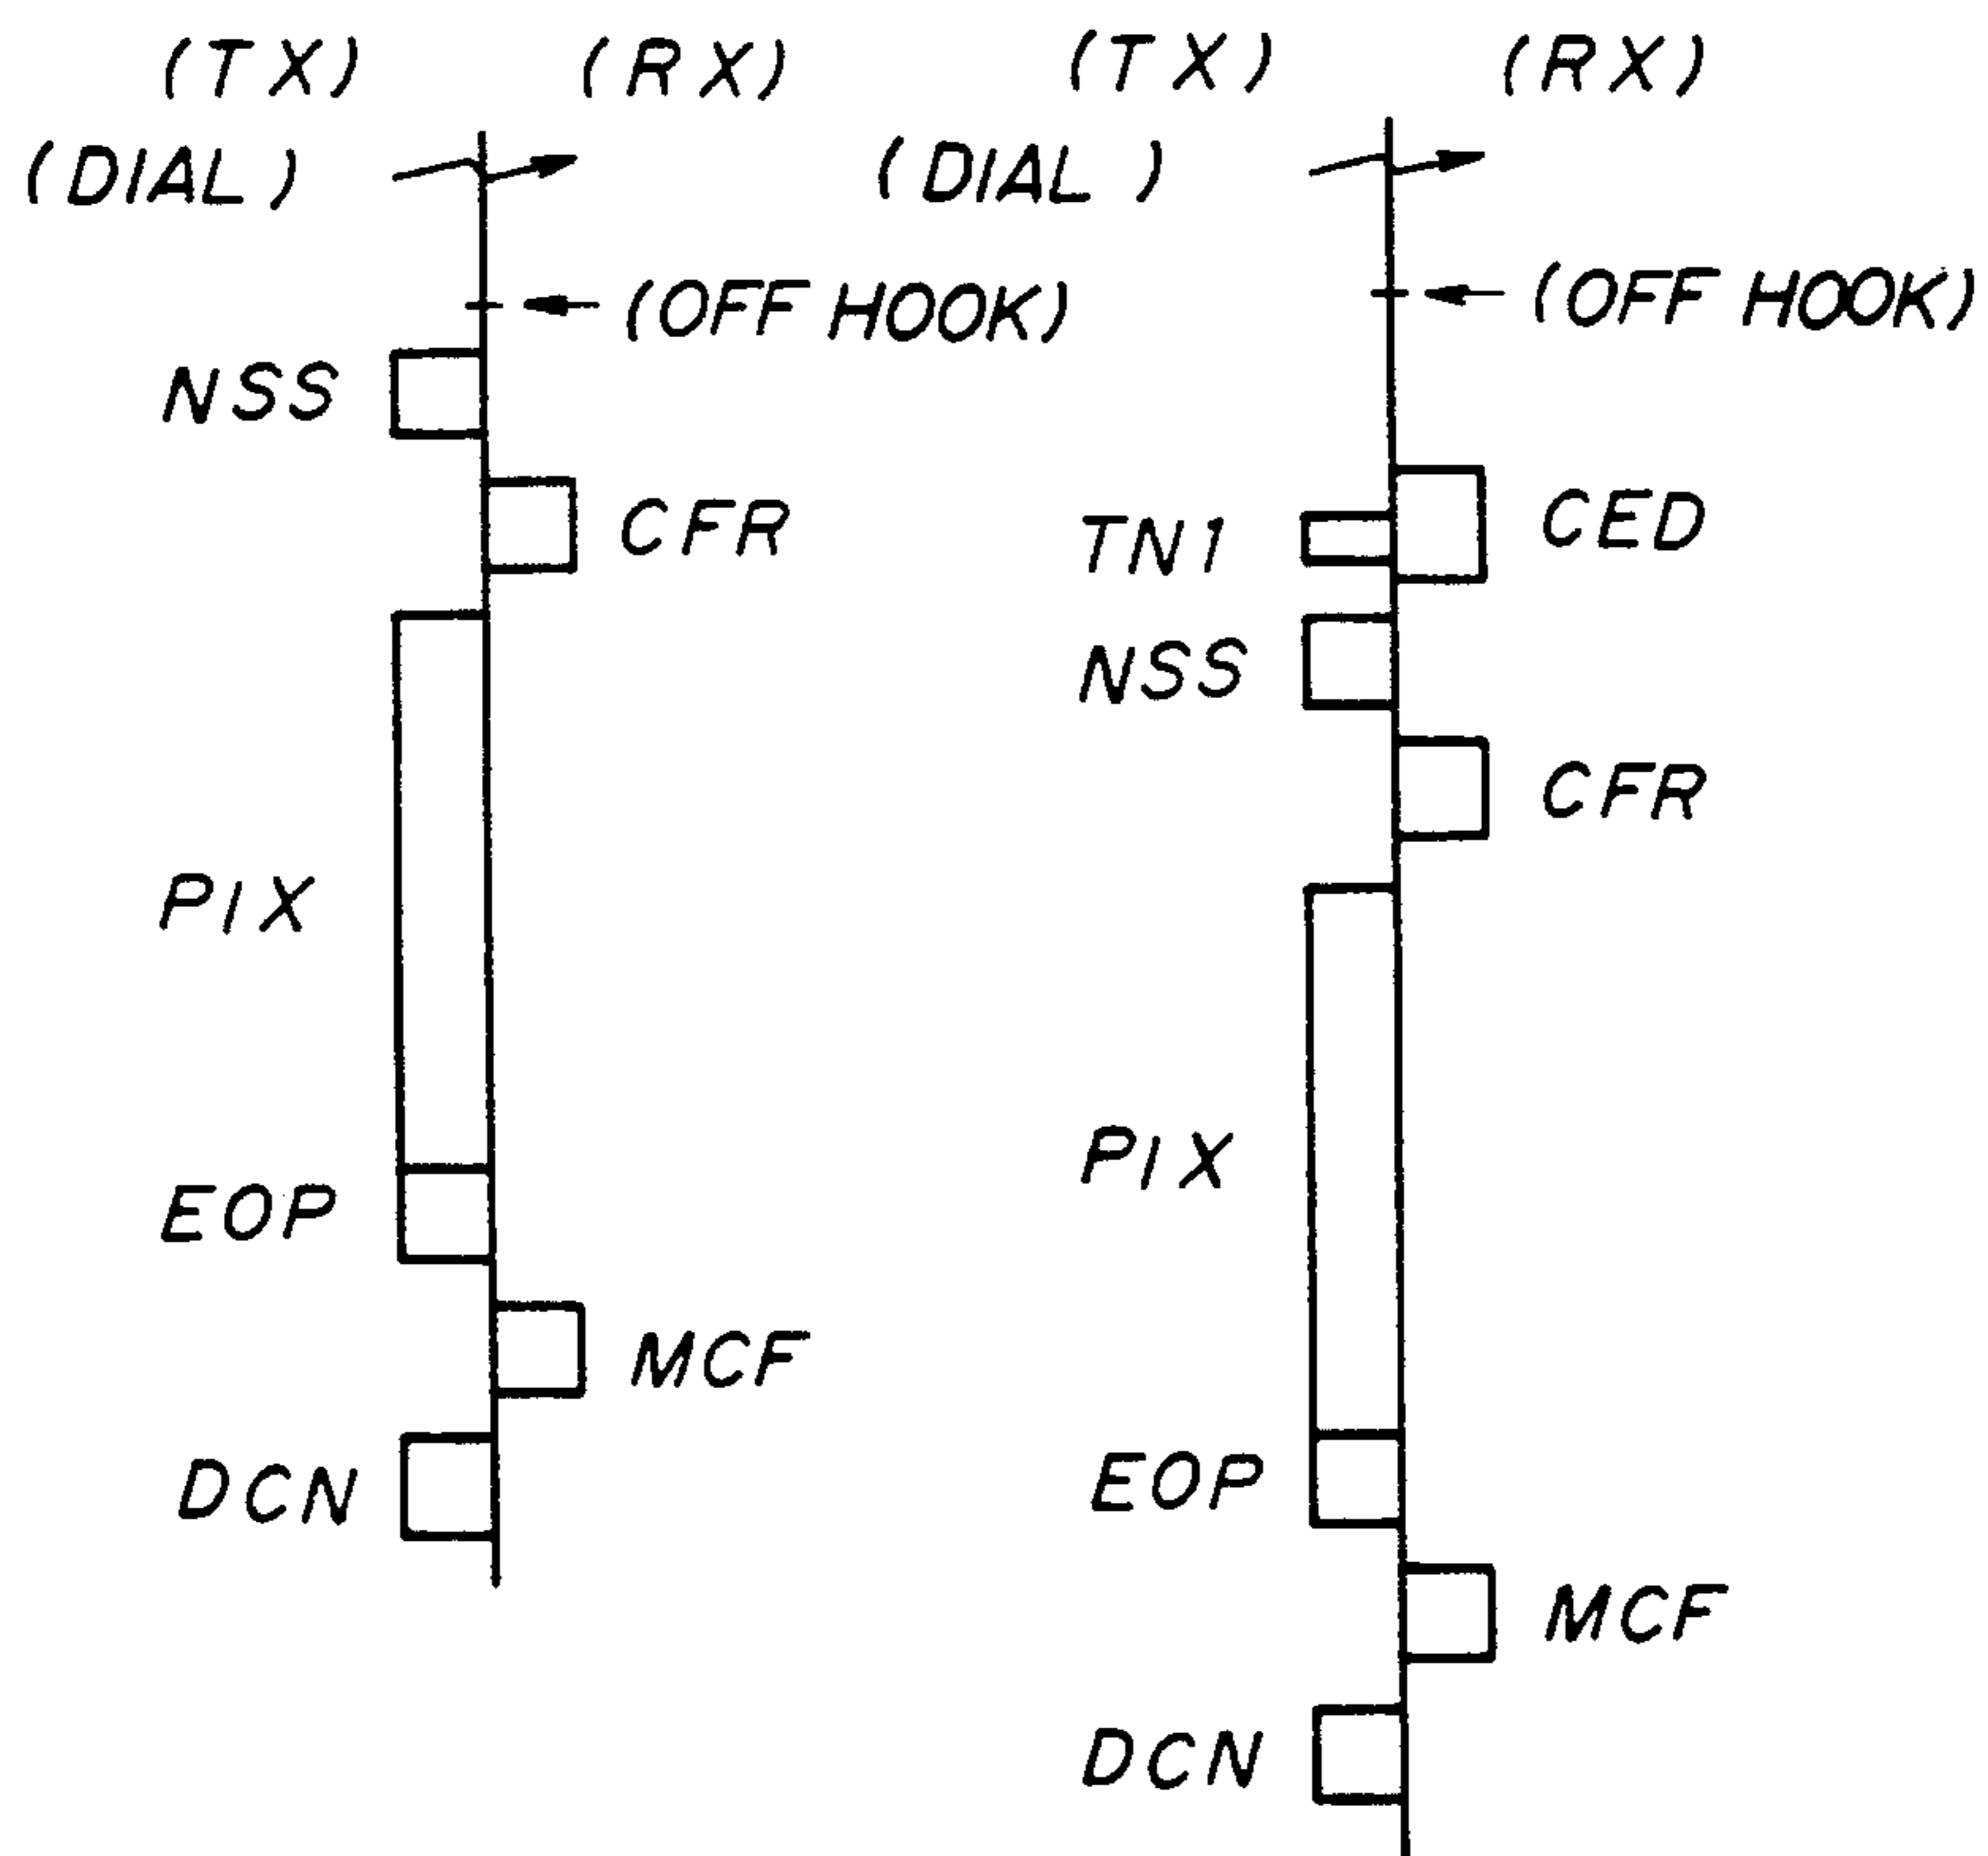 (TX) (RX)
(DIAL)
(OFF HOOK)
NSS
CFR
PIX
EOP
MCF
DCN
(TX) (RX)
(DIAL )
(OFF HOOK)
CED
TN1
NSS
CFR
PIX
EOP
MCF
DCN